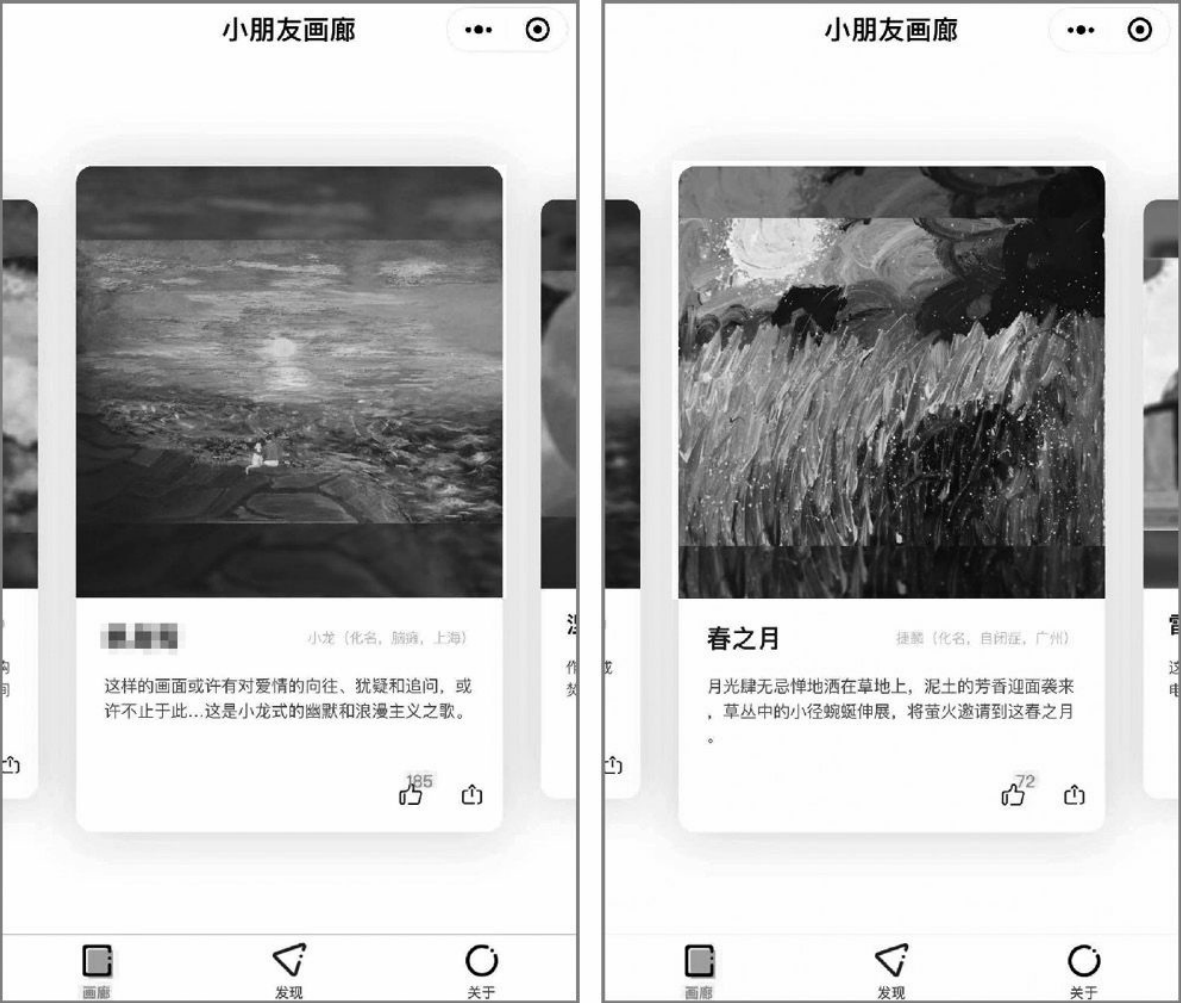 小朋友画廊
小龙（化名，脑瘫，上海）
这样的画面或许有对爱情的向往、犹疑和追问，或
许不止于此...这是小龙式的幽默和浪漫主义之歌。
185
画廊
发现
关于
小朋友画廊
春之月
捷麟（化名，自闭症，广州）
月光肆无忌惮地洒在草地上，泥土的芳香迎面袭来
，草丛中的小径蜿蜒伸展，将萤火邀请到这春之月
。
72
画廊
发现
关于